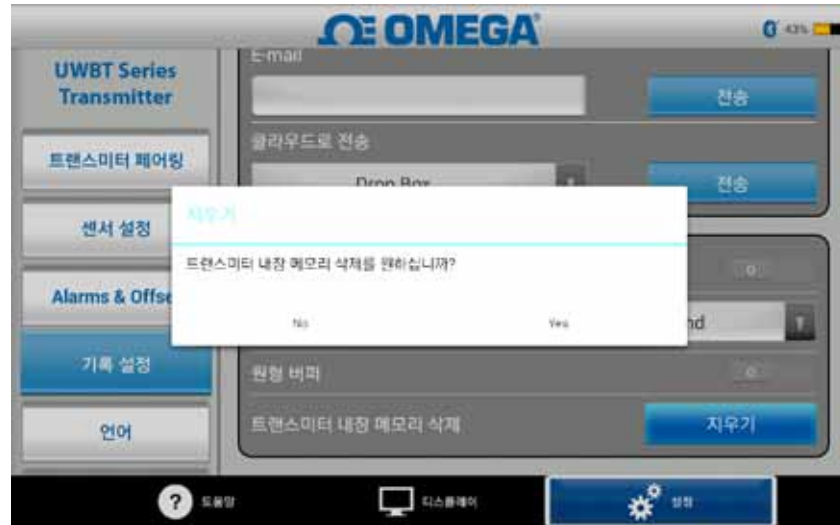 OMEGA
43%
UWBT Series
Transmitter
트랜스미터 페어링
센서 설정
Alarms & Offse
기록 설정
언어
E-mail
전송
클라우드로 전송
Drop Box
전송
지우기
트랜스미터 내장 메모리 삭제를 원하십니까?
No
Yes
nd
원형 버퍼
트랜스미터 내장 메모리 삭제
지우기
도움말
디스플레이
설정